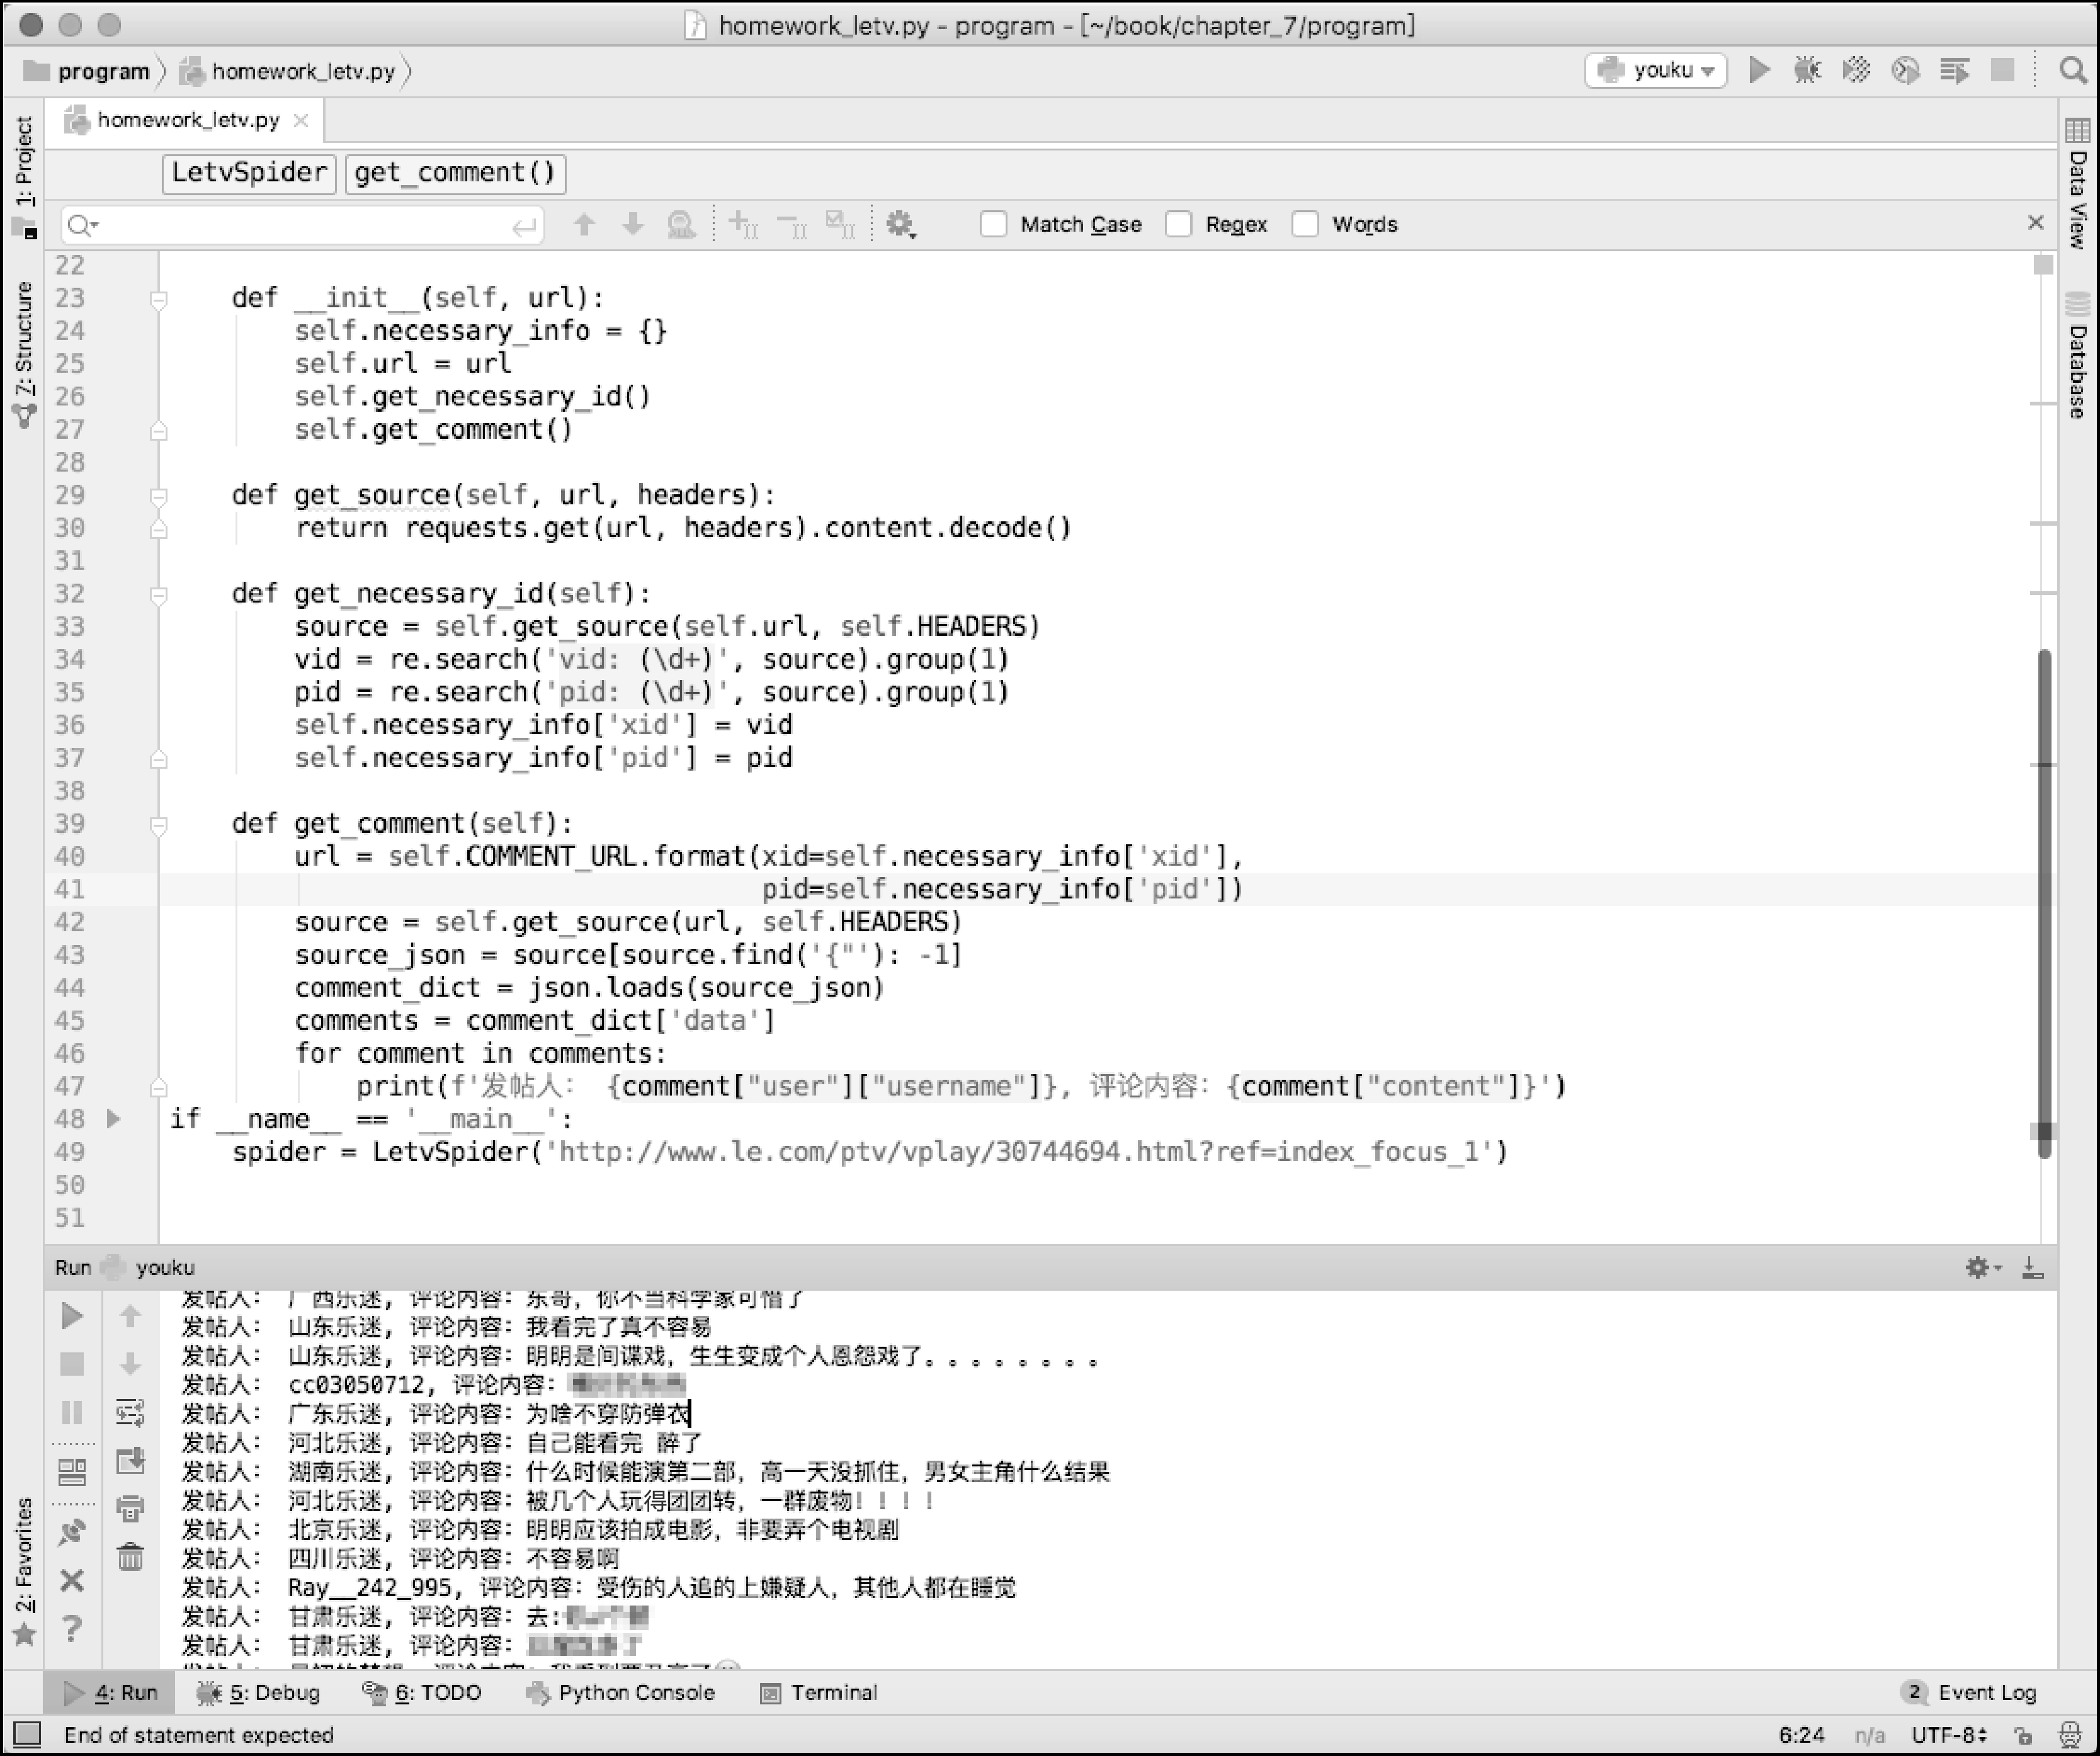 homework_letv.py - program - [~/book/chapter_7/program]
program homework_letv.py youku
1: Project
7: Structure
2: Favorites
Data View
Database
homework_letv.py
LetvSpider get_comment()
Match Case Regex Words
22
23 def __init__(self, url):
24 self.necessary_info = {}
25 self.url = url
26 self.get_necessary_id()
27 self.get_comment()
28
29 def get_source(self, url, headers):
30 return requests.get(url, headers).content.decode()
31
32 def get_necessary_id(self):
33 source = self.get_source(self.url, self.HEADERS)
34 vid = re.search('vid: (\d+)', source).group(1)
35 pid = re.search('pid: (\d+)', source).group(1)
36 self.necessary_info['xid'] = vid
37 self.necessary_info['pid'] = pid
38
39 def get_comment(self):
40 url = self.COMMENT_URL.format(xid=self.necessary_info['xid'],
41 pid=self.necessary_info['pid'])
42 source = self.get_source(url, self.HEADERS)
43 source_json = source[source.find('{"'): -1]
44 comment_dict = json.loads(source_json)
45 comments = comment_dict['data']
46 for comment in comments:
47 print(f'发帖人： {comment["user"]["username"]}, 评论内容：{comment["content"]}')
48 if __name__ == '__main__':
49 spider = LetvSpider('http://www.le.com/ptv/vplay/30744694.html?ref=index_focus_1')
50
51
Run youku
发帖人： 广西乐迷, 评论内容：东哥，你不当科学家可惜了
发帖人： 山东乐迷, 评论内容：我看完了真不容易
发帖人： 山东乐迷, 评论内容：明明是间谍戏，生生变成个人恩怨戏了。。。。。。。。
发帖人： cc03050712, 评论内容：
发帖人： 广东乐迷, 评论内容：为啥不穿防弹衣
发帖人： 河北乐迷, 评论内容：自己能看完 醉了
发帖人： 湖南乐迷, 评论内容：什么时候能演第二部，高一天没抓住，男女主角什么结果
发帖人： 河北乐迷, 评论内容：被几个人玩得团团转，一群废物！！！！
发帖人： 北京乐迷, 评论内容：明明应该拍成电影，非要弄个电视剧
发帖人： 四川乐迷, 评论内容：不容易啊
发帖人： Ray__242_995, 评论内容：受伤的人追的上嫌疑人，其他人都在睡觉
发帖人： 甘肃乐迷, 评论内容：去:
发帖人： 甘肃乐迷, 评论内容：
4: Run 5: Debug 6: TODO Python Console Terminal 2 Event Log
End of statement expected 6:24 n/a UTF-8